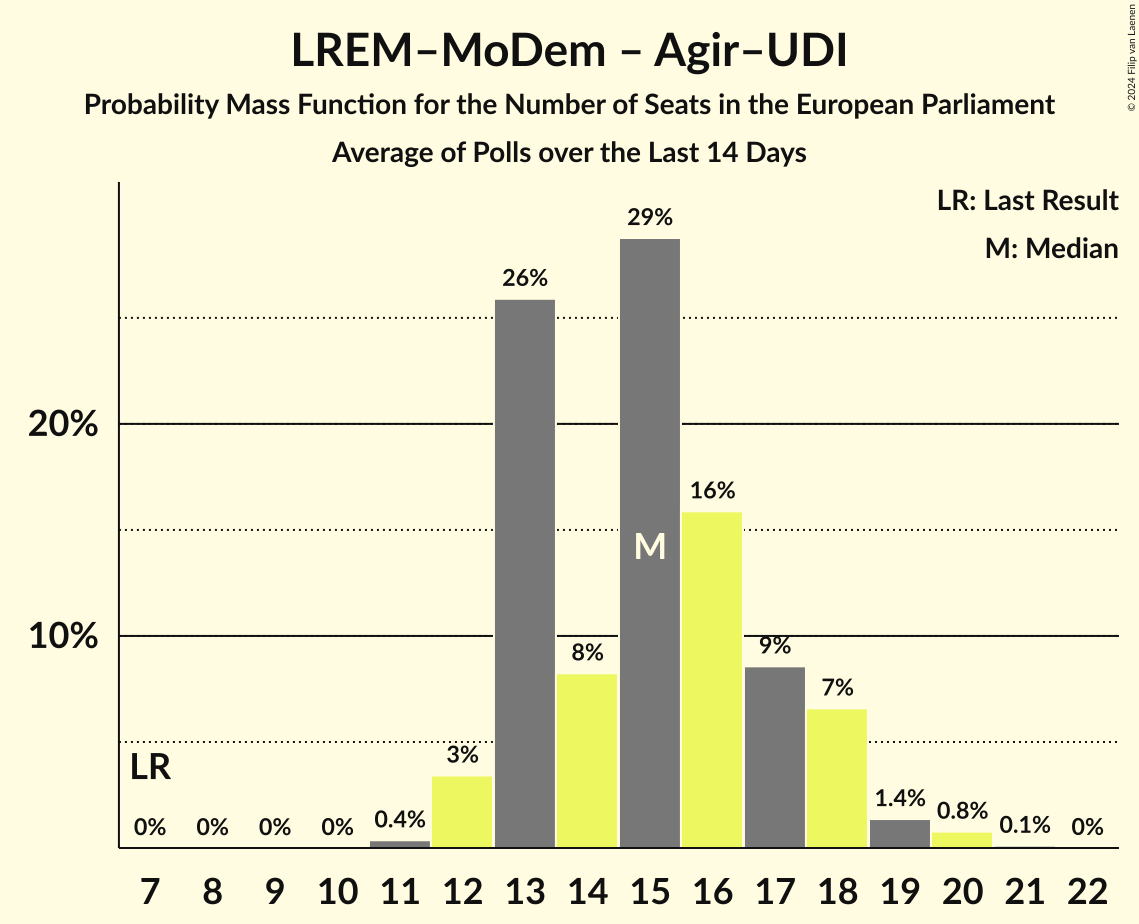 LREM–MoDem – Agir–UDI
Probability Mass Function for the Number of Seats in the European Parliament
Average of Polls over the Last 14 Days
© 2024 Filip van Laenen
LR: Last Result
M: Median
29%
26%
20%
16%
M
10%
9%
8%
7%
3%
LR
0% 0% 0% 0% 0.4% 1.4% 0.8% 0.1% 0%
7 8 9 10 11 12 13 14 15 16 17 18 19 20 21 22